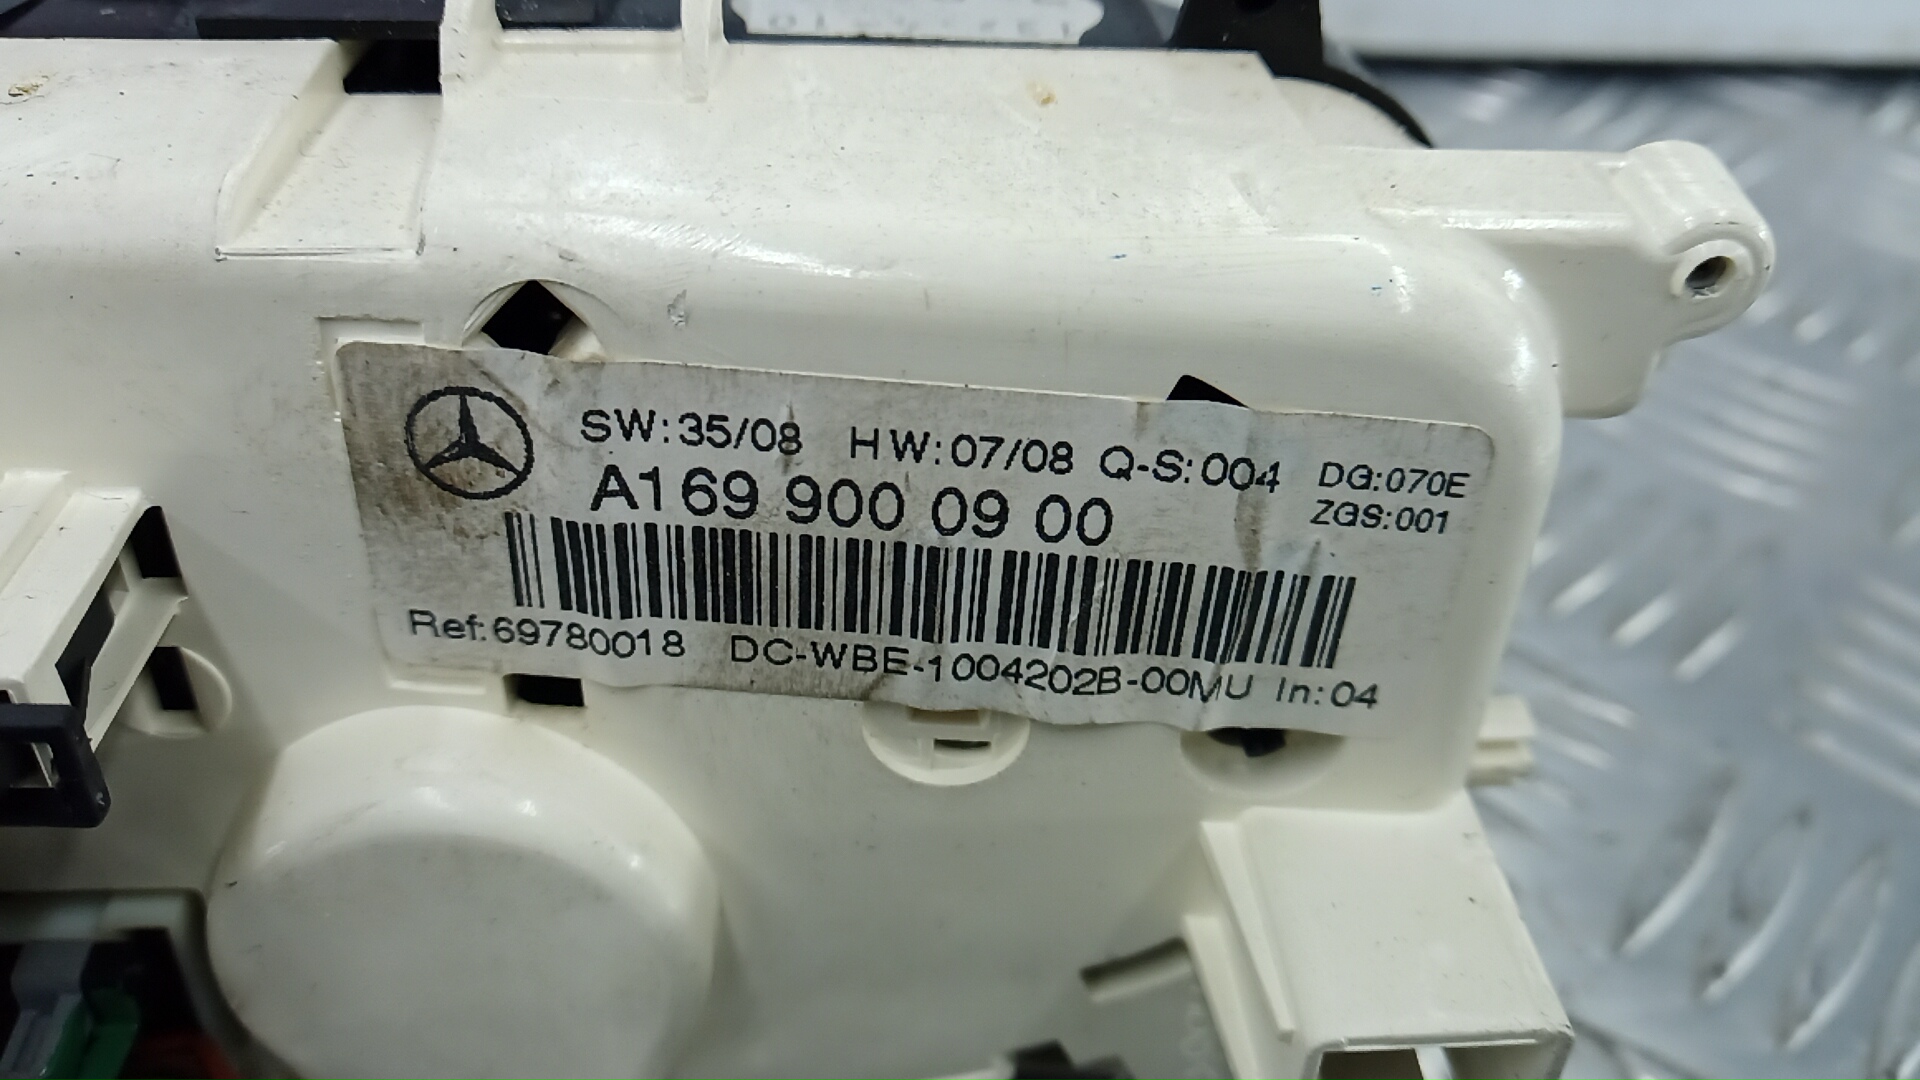 SW:35/08 HW:07/08 Q-S:004 DG:070E
A169 900 09 00 ZGS:001
Ref:69780018 DC-WBE-1004202B-00MU In:04